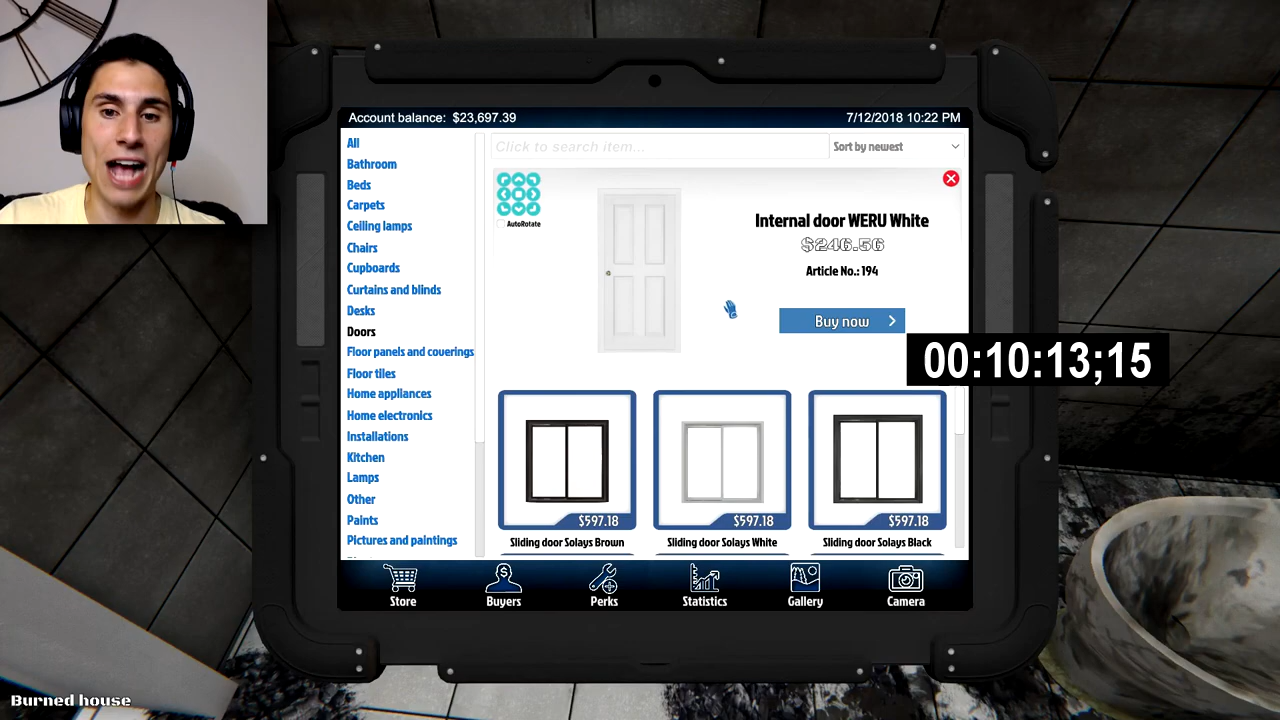 Account balance: $23,697.39
7/12/2018 10:22 PM
All
Bathroom
Beds
Carpets
Ceiling lamps
Chairs
Cupboards
Curtains and blinds
Desks
Doors
Floor panels and coverings
Floor tiles
Home appliances
Home electronics
Installations
Kitchen
Lamps
Other
Paints
Pictures and paintings
Click to search item...
Sort by newest
AutoRotate
Internal door WERU White
$246.56
Article No.: 194
Buy now
00:10:13;15
$597.18
$597.18
$597.18
Sliding door Solays Brown
Sliding door Solays White
Sliding door Solays Black
Store
Buyers
Perks
Statistics
Gallery
Camera
Burned house